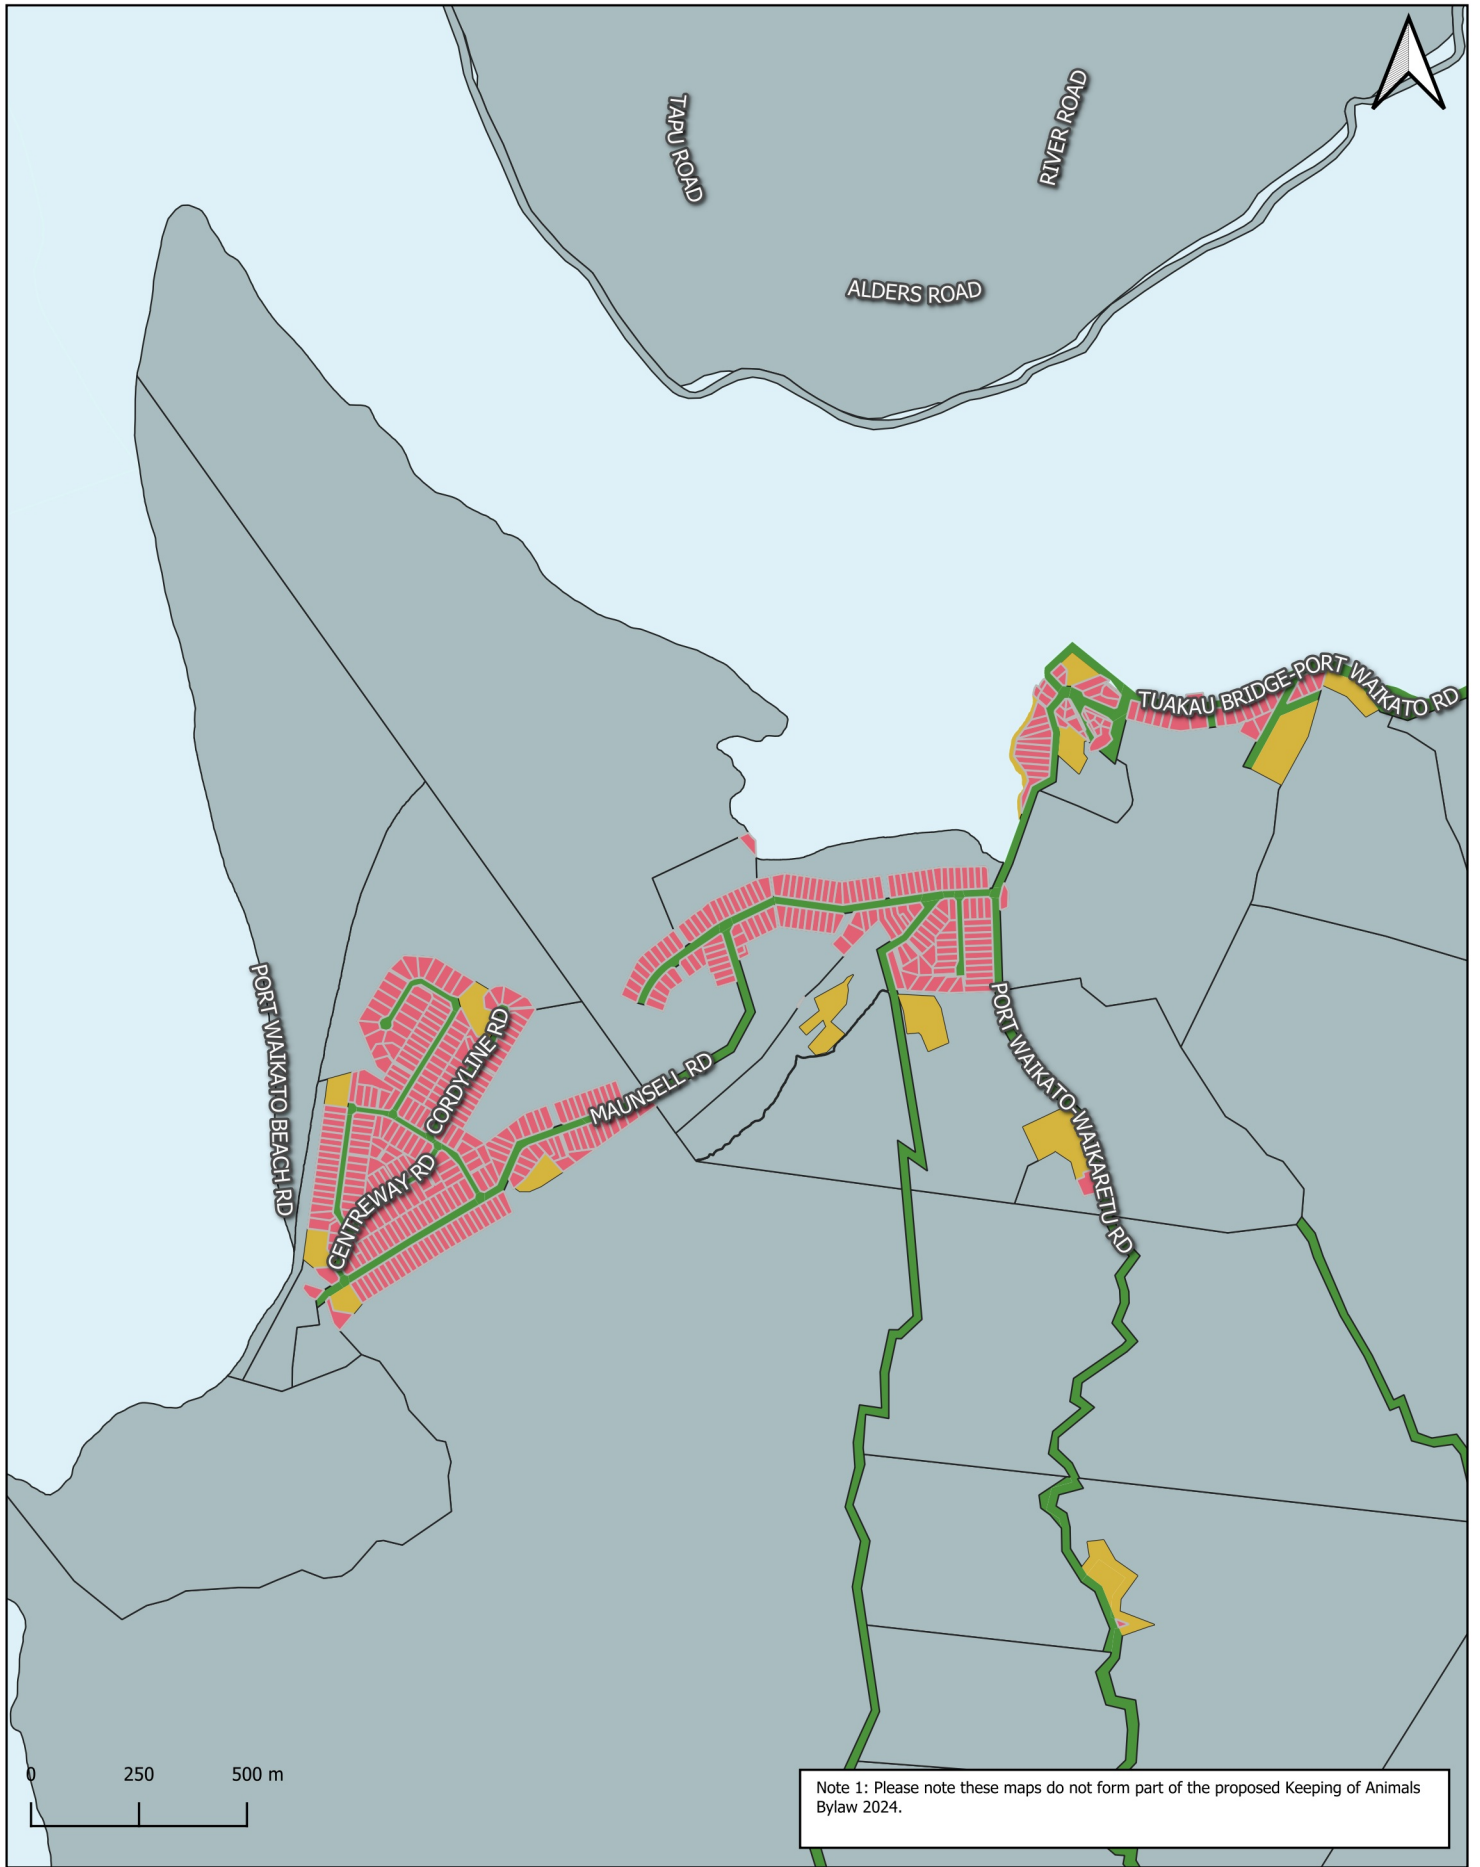 TAPU ROAD
RIVER ROAD
ALDERS ROAD
TUAKAU BRIDGE-PORT WAIKATO RD
PORT WAIKATO BEACH RD
CORDYLINE RD
MAUNSELL RD
PORT WAIKATO-WAIKARETU RD
CENTREWAY RD
0 250 500 m
Note 1: Please note these maps do not form part of the proposed Keeping of Animals
Bylaw 2024.